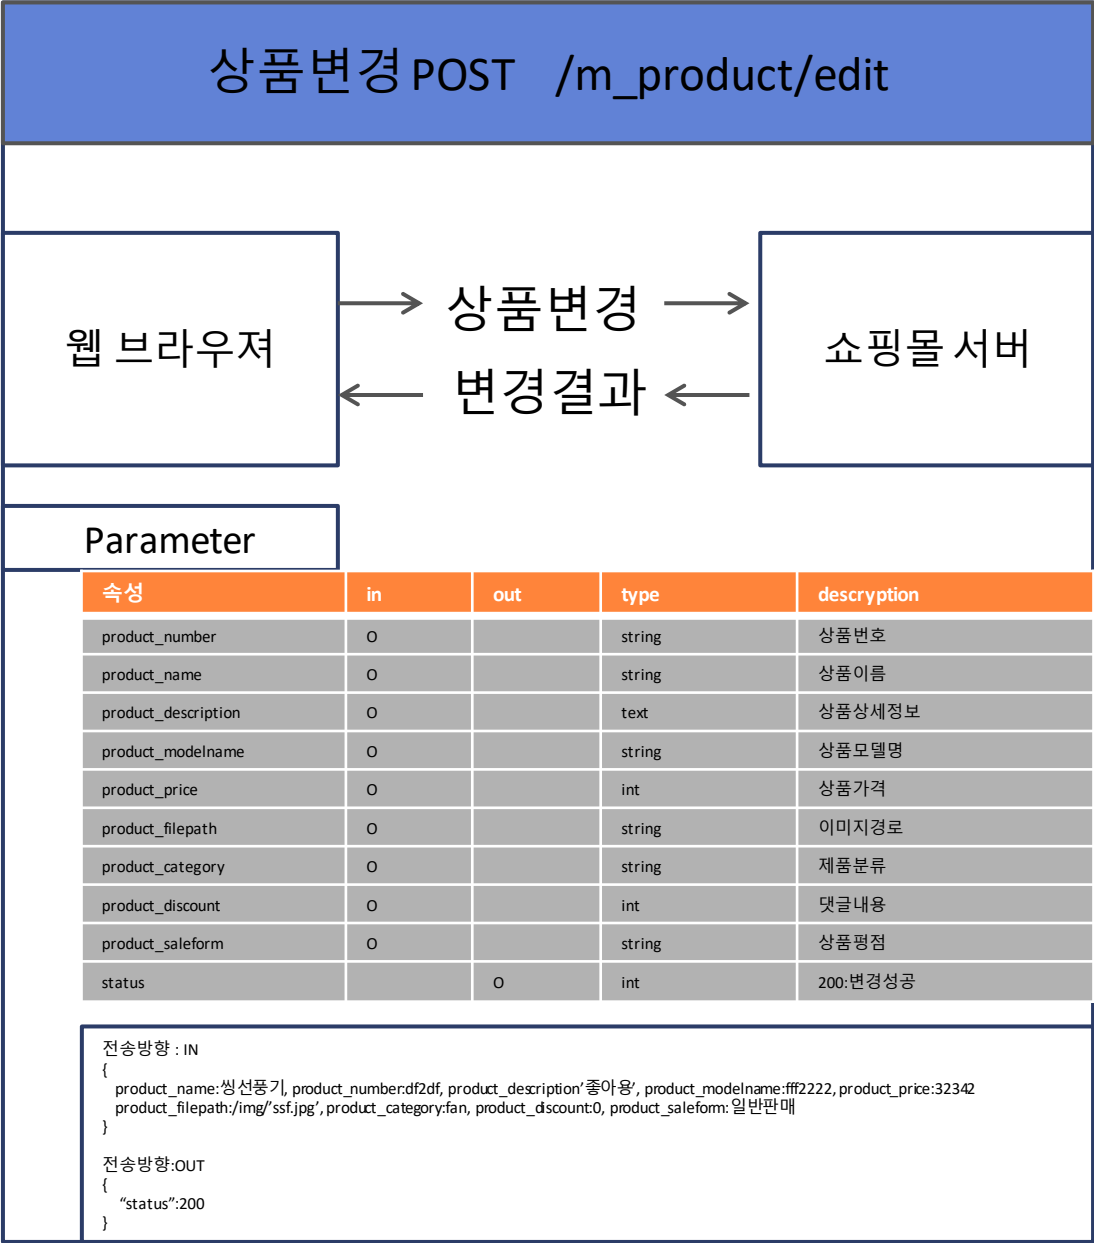 상품변경 POST /m_product/edit
웹 브라우져
상품변경
변경결과
쇼핑몰 서버
Parameter
속성 in out type descryption
product_number O string 상품번호
product_name O string 상품이름
product_description O text 상품상세정보
product_modelname O string 상품모델명
product_price O int 상품가격
product_filepath O string 이미지경로
product_category O string 제품분류
product_discount O int 댓글내용
product_saleform O string 상품평점
status O int 200:변경성공
전송방향 : IN
{
product_name:씽선풍기, product_number:df2df, product_description’좋아용’, product_modelname:fff2222, product_price:32342
product_filepath:/img/’ssf.jpg’, product_category:fan, product_discount:0, product_saleform: 일반판매
}
전송방향:OUT
{
“status”:200
}